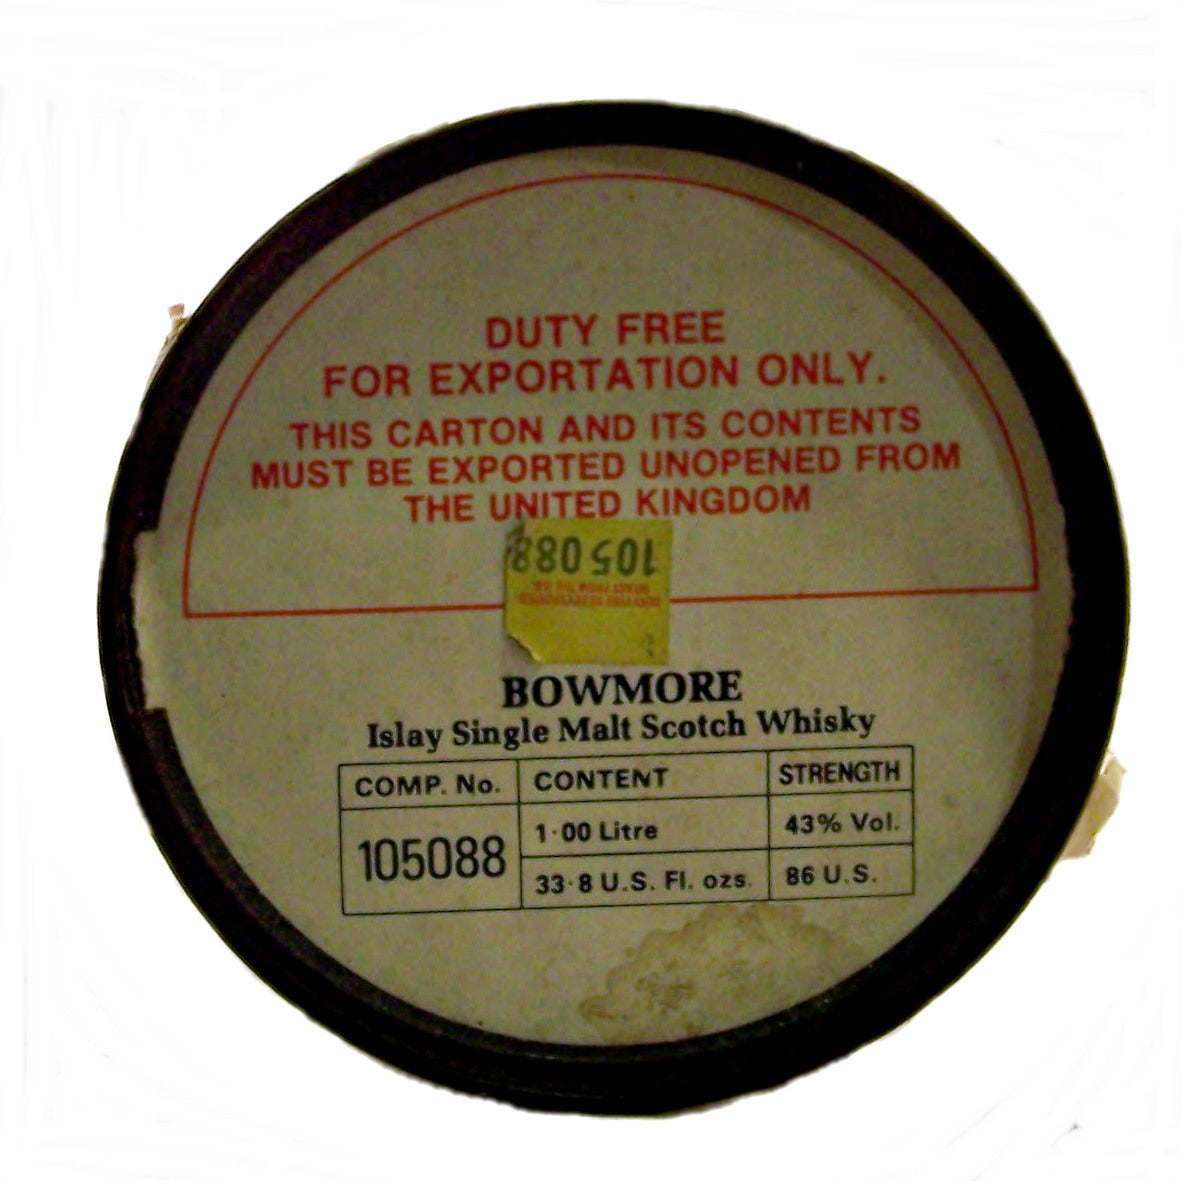 DUTY FREE
FOR EXPORTATION ONLY.
THIS CARTON AND ITS CONTENTS
MUST BE EXPORTED UNOPENED FROM
THE UNITED KINGDOM
105 088
BOWMORE
Islay Single Malt Scotch Whisky
COMP. No. CONTENT STRENGTH
105088 1·00 Litre 43% Vol.
33·8 U.S. Fl. ozs. 86 U.S.